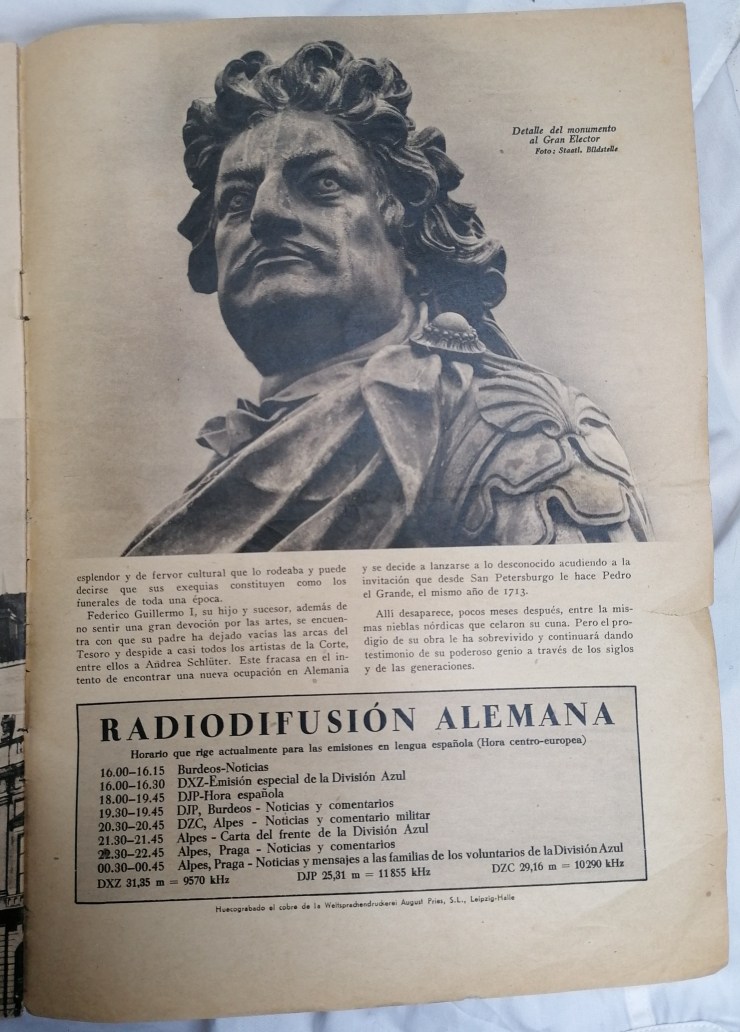 Detalle del monumento
al Gran Elector
Foto: Staatl. Bildstelle
esplendor y de fervor cultural que lo rodeaba y puede
decirse que sus exequias constituyen como los
funerales de toda una época.
Federico Guillermo I, su hijo y sucesor, además de
no sentir una gran devoción por las artes, se encuen-
tra con que su padre ha dejado vacías las arcas del
Tesoro y despide a casi todos los artistas de la Corte,
entre ellos a Andrea Schlüter. Este fracasa en el in-
tento de encontrar una nueva ocupación en Alemania
y se decide a lanzarse a lo desconocido acudiendo a la
invitación que desde San Petersburgo le hace Pedro
el Grande, el mismo año de 1713.
Allí desaparece, pocos meses después, entre la mis-
mas nieblas nórdicas que celaron su cuna. Pero el pro-
digio de su obra le ha sobrevivido y continuará dando
testimonio de su poderoso genio a través de los siglos
y de las generaciones.
RADIODIFUSIÓN ALEMANA
Horario que rige actualmente para las emisiones en lengua española (Hora centro-europea)
16.00—16.15 Burdeos-Noticias
16.00—16.30 DXZ-Emisión especial de la División Azul
18.00—19.45 DJP-Hora española
19.30—19.45 DJP, Burdeos - Noticias y comentarios
20.30—20.45 DZC, Alpes - Noticias y comentario militar
21.30—21.45 Alpes - Carta del frente de la División Azul
22.30—22.45 Alpes, Praga - Noticias y comentarios
00.30—00.45 Alpes, Praga - Noticias y mensajes a las familias de los voluntarios de la División Azul
DXZ 31,35 m = 9570 kHz DJP 25,31 m = 11855 kHz DZC 29,16 m = 10290 kHz
Huecograbado al cobre de la Weltsprachendruckerei August Pries, S.L., Leipzig-Halle